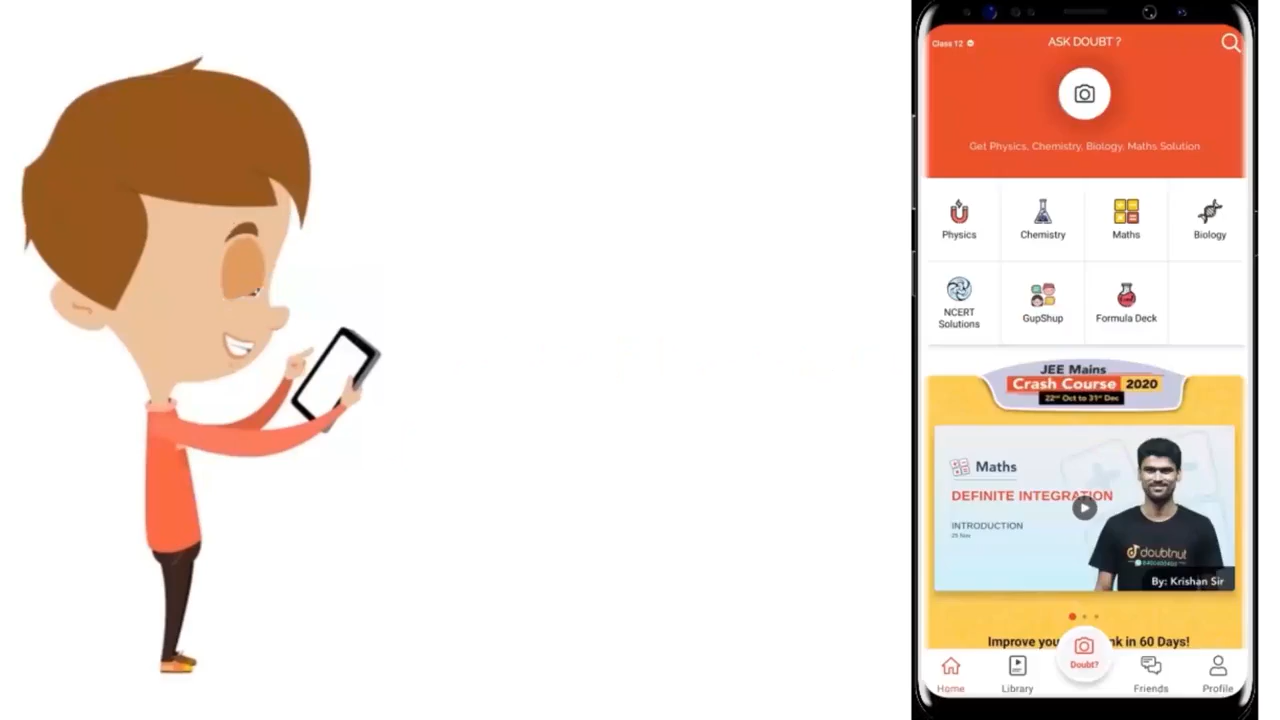 Class 12
ASK DOUBT ?
Get Physics, Chemistry, Biology, Maths Solution
Physics
Chemistry
Maths
Biology
NCERT
Solutions
GupShup
Formula Deck
JEE Mains
Crash Course 2020
22nd Oct to 31st Dec
Maths
DEFINITE INTEGRATION
INTRODUCTION
doubtnut
By: Krishan Sir
Improve you nk in 60 Days!
Doubt?
Home
Library
Friends
Profile